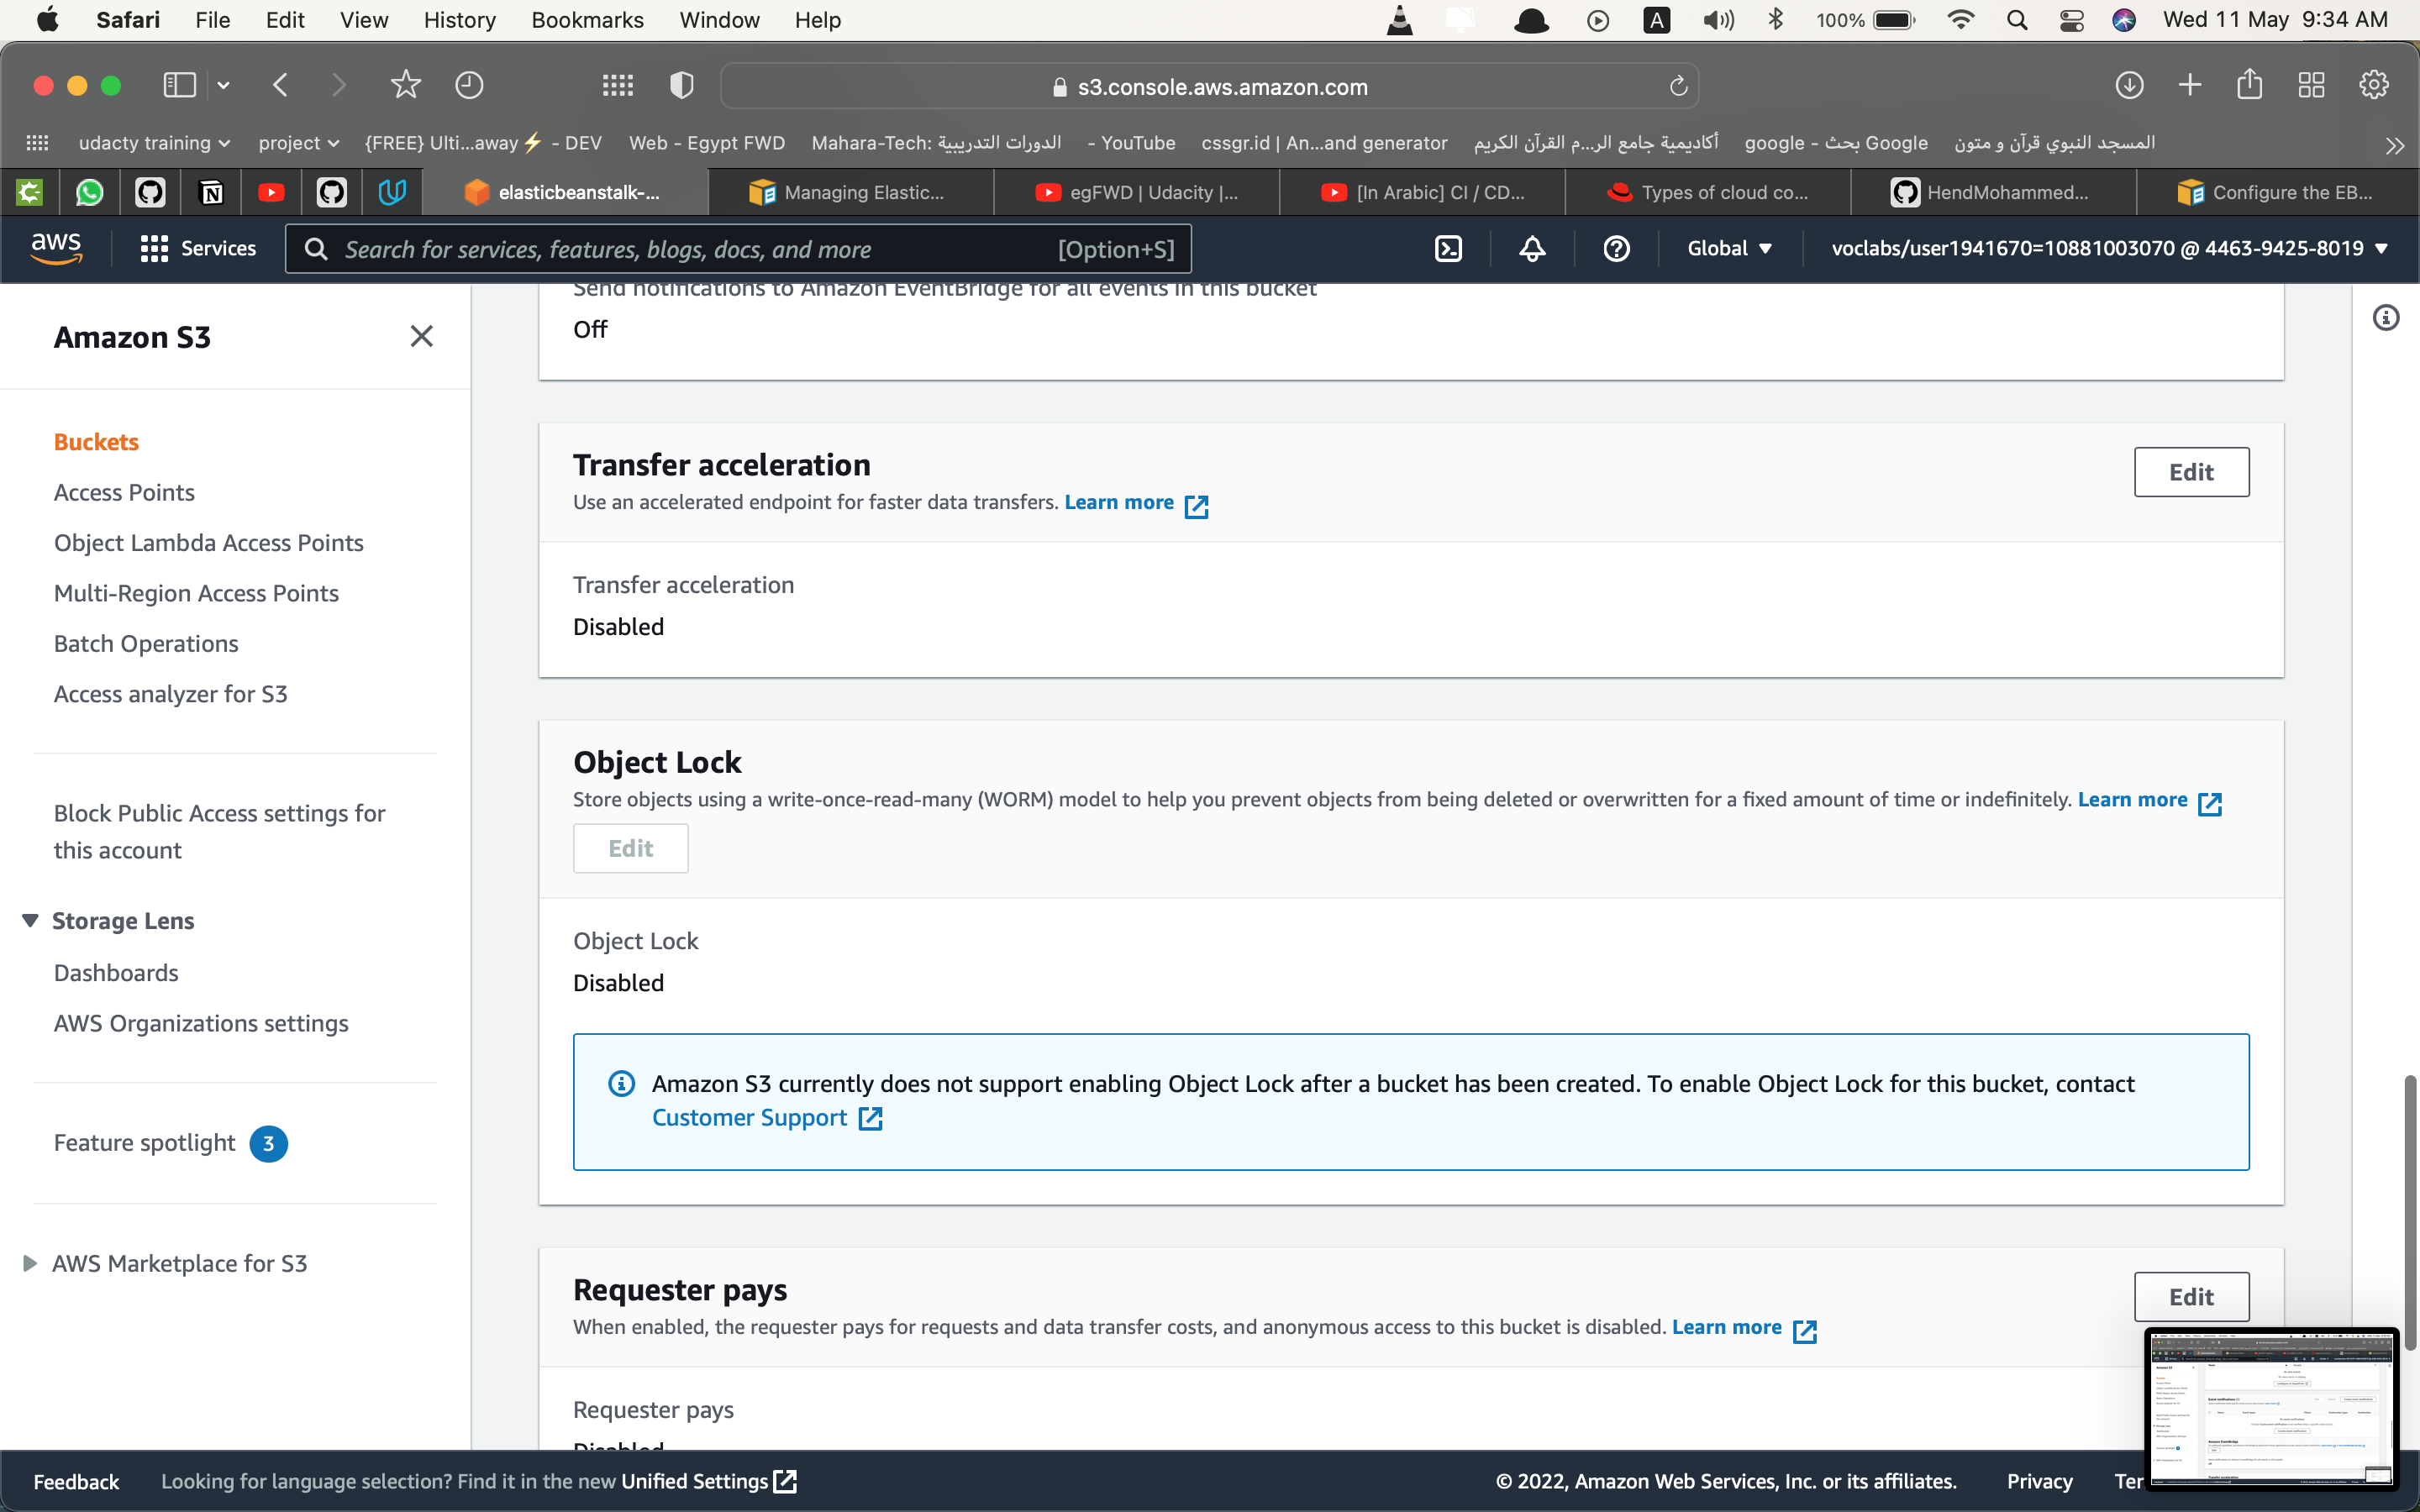 Safari File Edit View History Bookmarks Window Help A 100% Wed 11 May 9:34 AM
s3.console.aws.amazon.com
udacty training project {FREE} Ulti...away⚡ - DEV Web - Egypt FWD Mahara-Tech: الدورات التدريبية - YouTube cssgr.id | An...and generator أكاديمية جامع الر...م القرآن الكريم google - بحث Google المسجد النبوي قرآن و متون
elasticbeanstalk-... Managing Elastic... egFWD | Udacity |... [In Arabic] CI / CD... Types of cloud co... HendMohammed... Configure the EB...
aws Services Search for services, features, blogs, docs, and more [Option+S] Global voclabs/user1941670=10881003070 @ 4463-9425-8019
Amazon S3
Buckets
Access Points
Object Lambda Access Points
Multi-Region Access Points
Batch Operations
Access analyzer for S3
Block Public Access settings for
this account
Storage Lens
Dashboards
AWS Organizations settings
Feature spotlight 3
AWS Marketplace for S3
Send notifications to Amazon EventBridge for all events in this bucket
Off
Transfer acceleration
Edit
Use an accelerated endpoint for faster data transfers. Learn more
Transfer acceleration
Disabled
Object Lock
Store objects using a write-once-read-many (WORM) model to help you prevent objects from being deleted or overwritten for a fixed amount of time or indefinitely. Learn more
Edit
Object Lock
Disabled
Amazon S3 currently does not support enabling Object Lock after a bucket has been created. To enable Object Lock for this bucket, contact
Customer Support
Requester pays
Edit
When enabled, the requester pays for requests and data transfer costs, and anonymous access to this bucket is disabled. Learn more
Requester pays
Disabled
Feedback Looking for language selection? Find it in the new Unified Settings © 2022, Amazon Web Services, Inc. or its affiliates. Privacy Ter